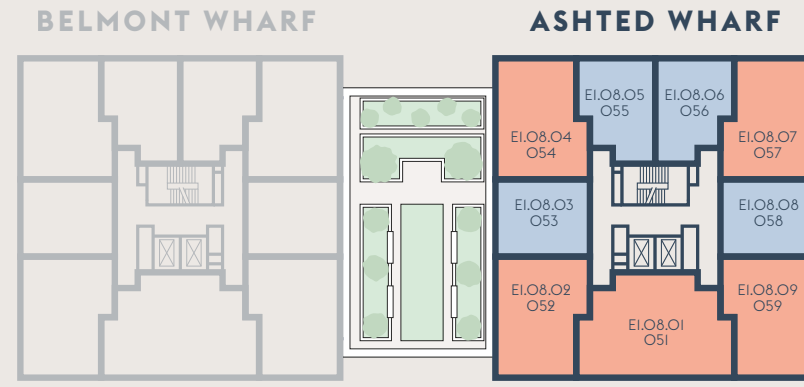 BELMONT WHARF
ASHTED WHARF
E1.08.05
055
E1.08.06
056
E1.08.04
054
E1.08.07
057
E1.08.03
053
E1.08.08
058
E1.08.02
052
E1.08.09
059
E1.08.01
051